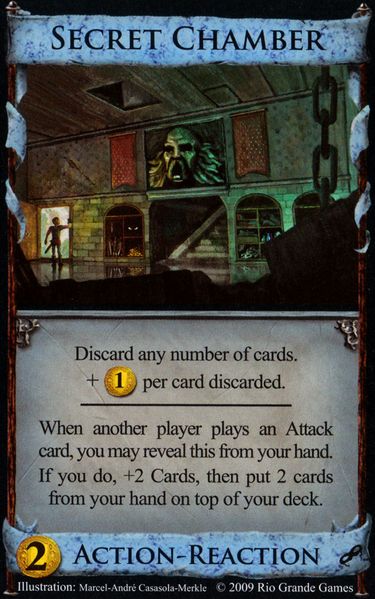 SECRET CHAMBER
Discard any number of cards.
+ 1 per card discarded.
When another player plays an Attack
card, you may reveal this from your hand.
If you do, +2 Cards, then put 2 cards
from your hand on top of your deck.
2 ACTION-REACTION
Illustration: Marcel-André Casasola-Merkle © 2009 Rio Grande Games